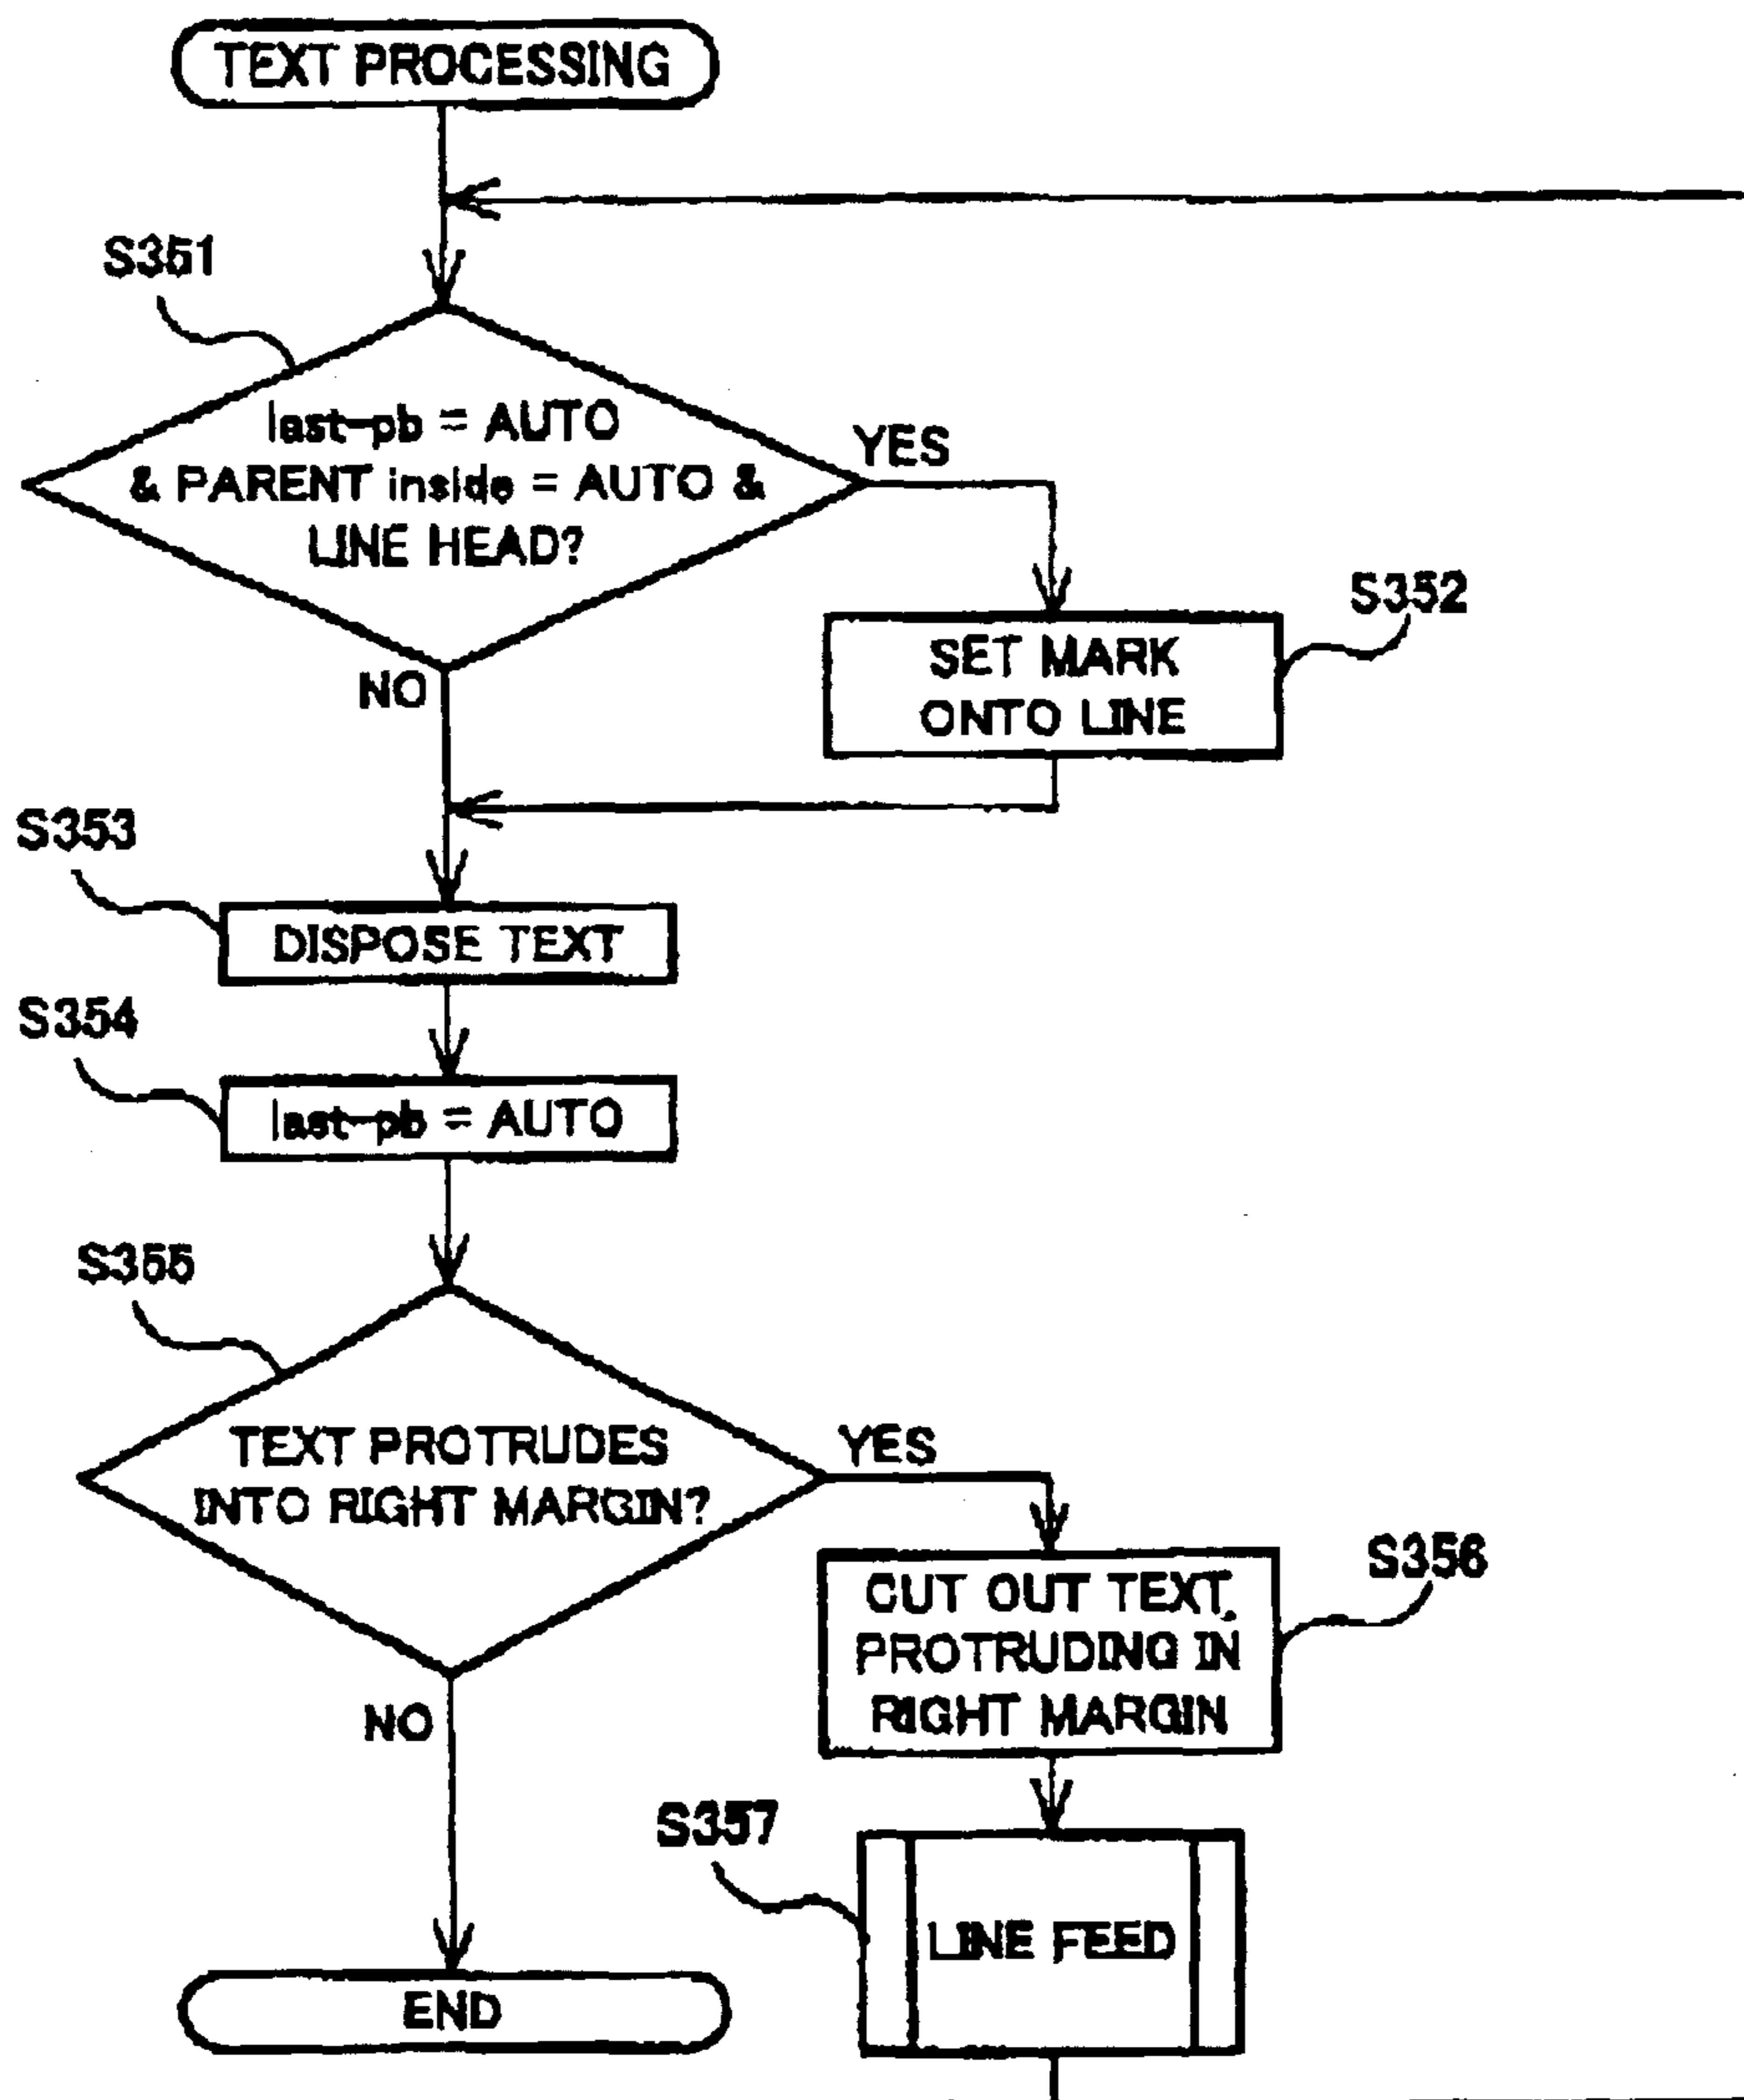 TEXT PROCESSING
S351
last-pb = AUTO
& PARENT inside = AUTO &
LINE HEAD?
YES
NO
S352
SET MARK
ONTO LINE
S353
DISPOSE TEXT
S354
last-pb = AUTO
S355
TEXT PROTRUDES
INTO RIGHT MARGIN?
YES
NO
S356
CUT OUT TEXT
PROTRUDING IN
RIGHT MARGIN
S357
LINE FEED
END